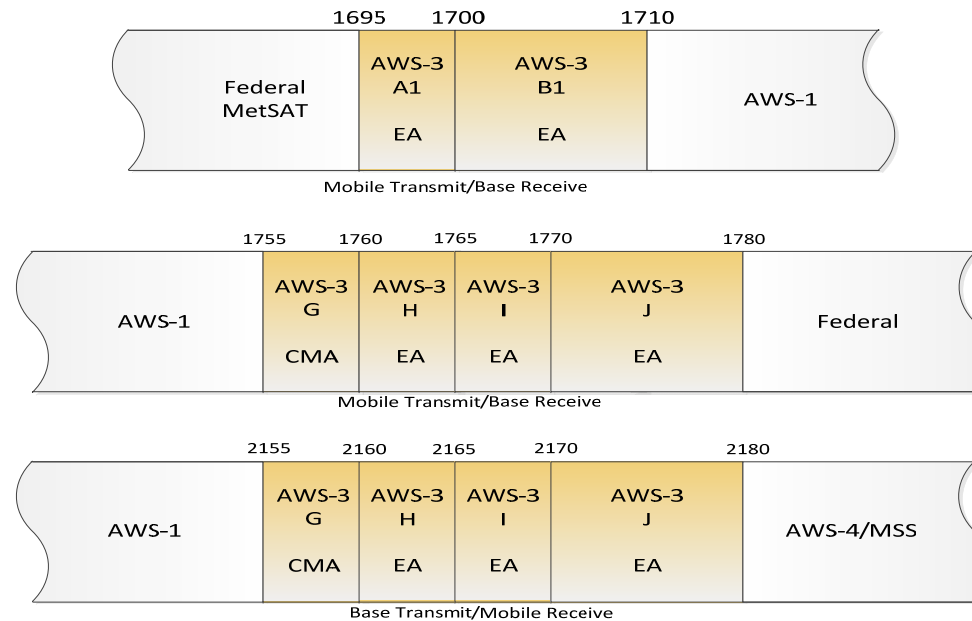 1695 1700 1710
Federal
MetSAT
AWS-3
A1
EA
AWS-3
B1
EA
AWS-1
Mobile Transmit/Base Receive
1755 1760 1765 1770 1780
AWS-1
AWS-3
G
CMA
AWS-3
H
EA
AWS-3
I
EA
AWS-3
J
EA
Federal
Mobile Transmit/Base Receive
2155 2160 2165 2170 2180
AWS-1
AWS-3
G
CMA
AWS-3
H
EA
AWS-3
I
EA
AWS-3
J
EA
AWS-4/MSS
Base Transmit/Mobile Receive